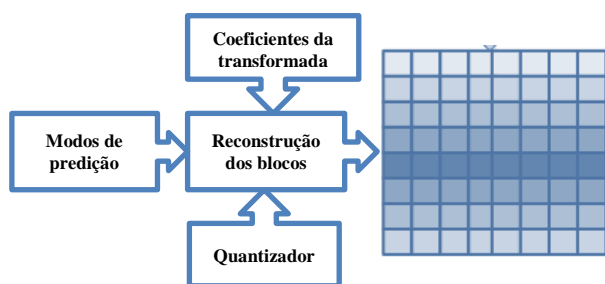 Coeficientes da
transformada
Modos de
predição
Reconstrução
dos blocos
Quantizador